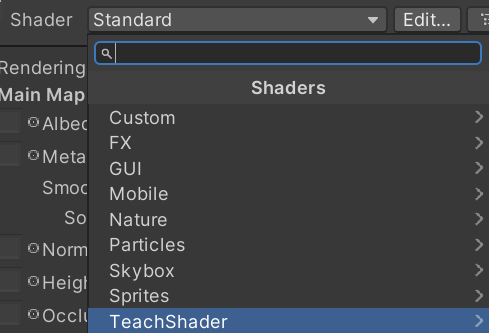 Shader Standard Edit...
Rendering
Main Map
Shaders
Albec
Custom
FX
Meta
GUI
Smoo
Mobile
Nature
So
Particles
Norm
Skybox
Heigh
Sprites
Occlu
TeachShader